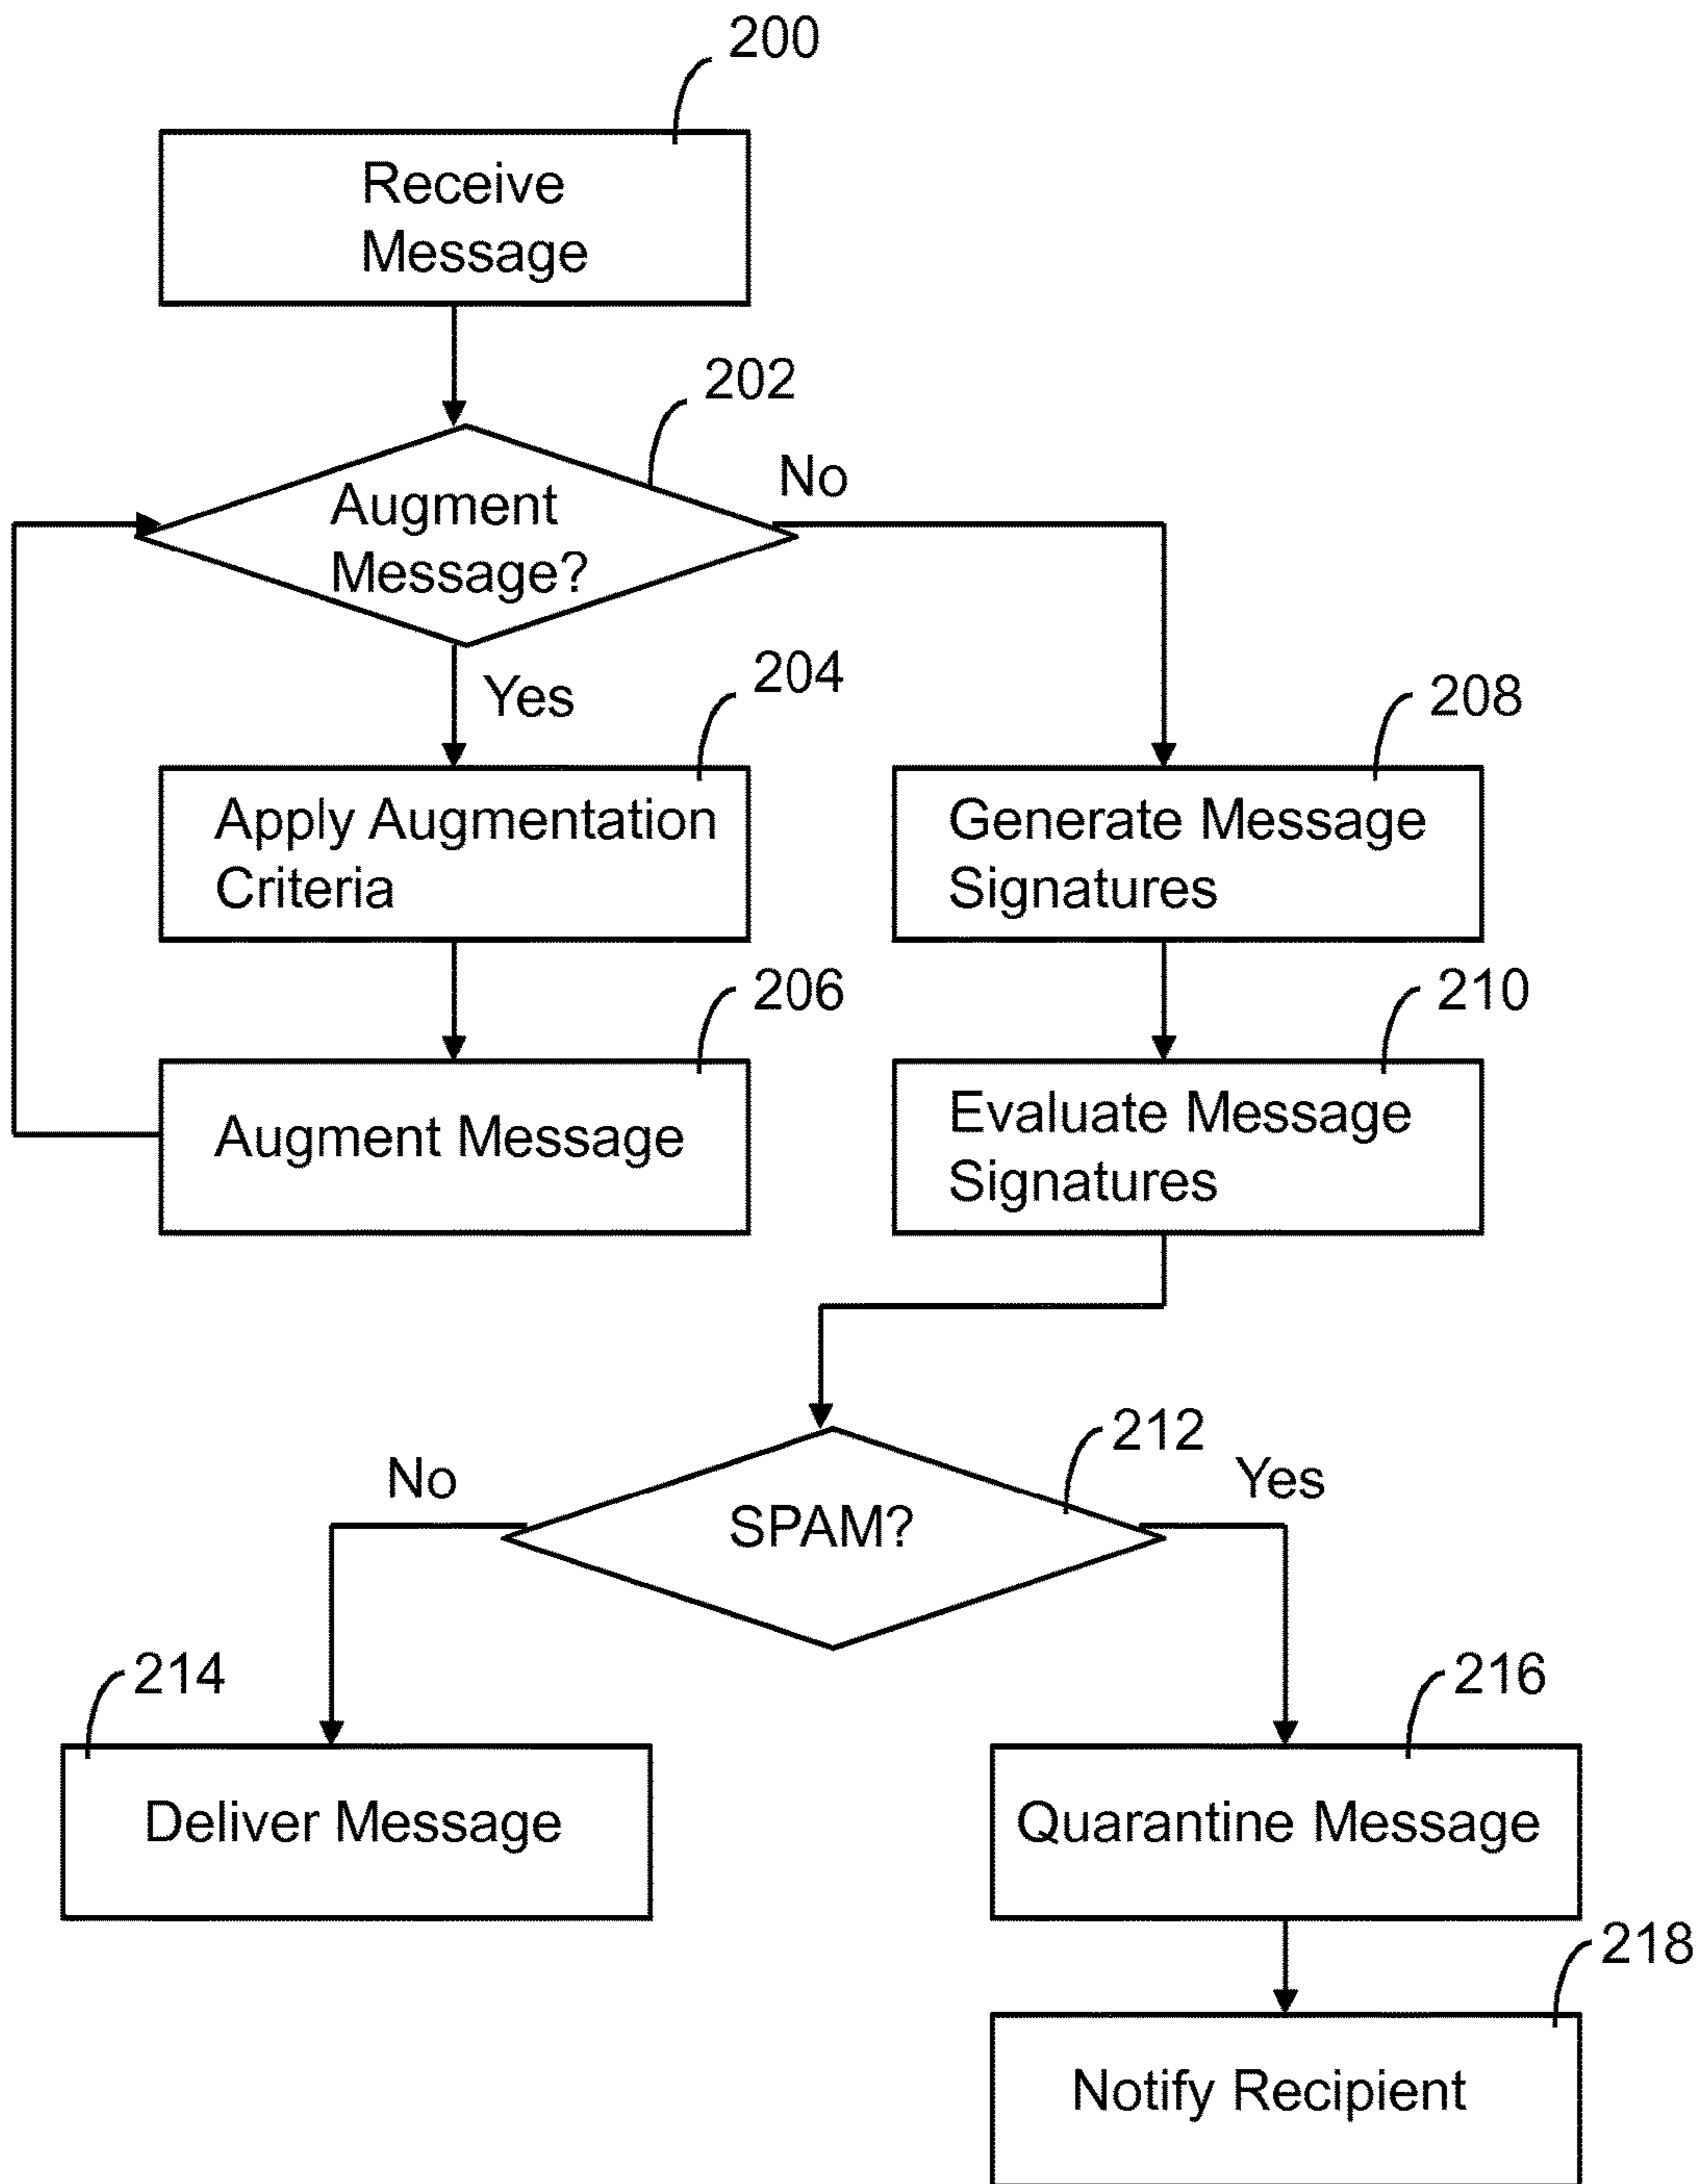 200
Receive
Message
202
Augment
Message?
No
Yes
204
Apply Augmentation
Criteria
208
Generate Message
Signatures
206
Augment Message
210
Evaluate Message
Signatures
212
SPAM?
No
Yes
214
Deliver Message
216
Quarantine Message
218
Notify Recipient